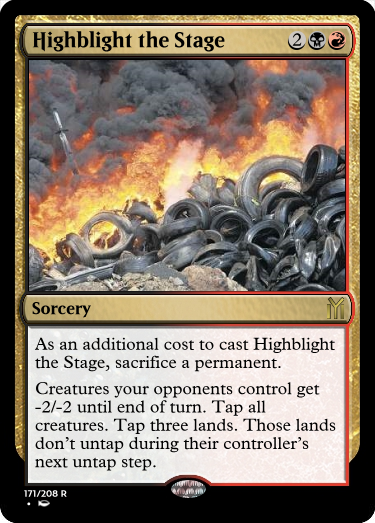 Highblight the Stage 2
Sorcery
As an additional cost to cast Highblight
the Stage, sacrifice a permanent.
Creatures your opponents control get
-2/-2 until end of turn. Tap all
creatures. Tap three lands. Those lands
don't untap during their controller's
next untap step.
171/208 R